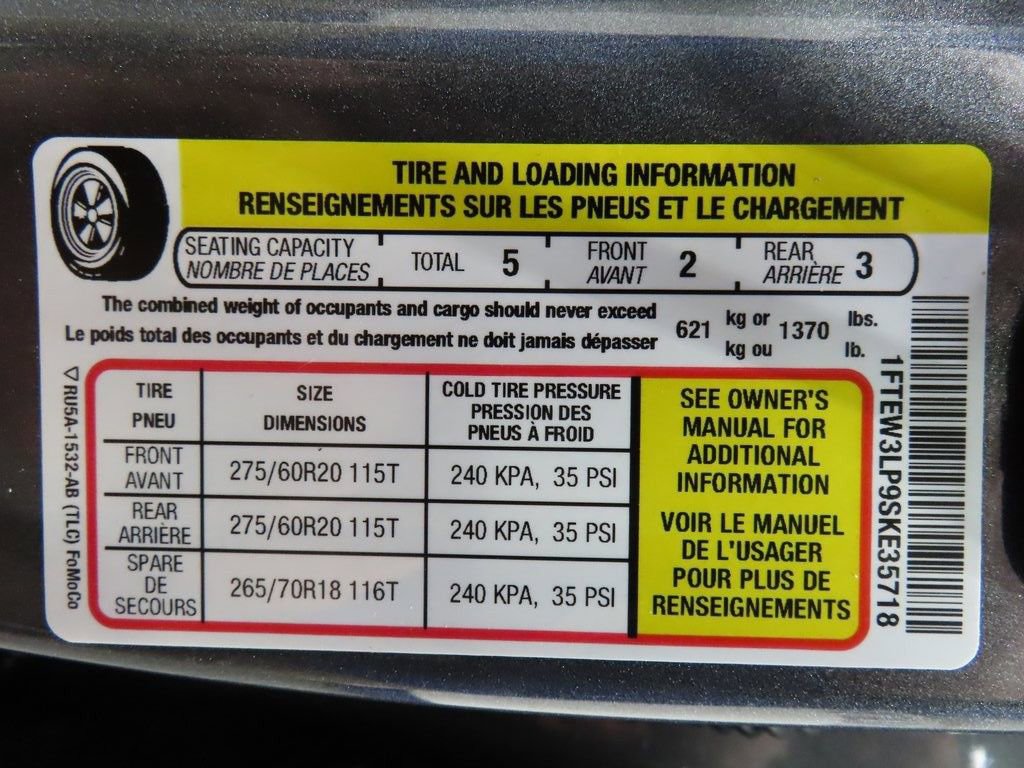 TIRE AND LOADING INFORMATION
RENSEIGNEMENTS SUR LES PNEUS ET LE CHARGEMENT
SEATING CAPACITY TOTAL 5 FRONT 2 REAR 3
NOMBRE DE PLACES AVANT ARRIÈRE
The combined weight of occupants and cargo should never exceed 621 kg or 1370 lbs.
Le poids total des occupants et du chargement ne doit jamais dépasser kg ou lb.
TIRE SIZE COLD TIRE PRESSURE
PNEU DIMENSIONS PRESSION DES
PNEUS À FROID
FRONT
AVANT 275/60R20 115T 240 KPA, 35 PSI
REAR
ARRIÈRE 275/60R20 115T 240 KPA, 35 PSI
SPARE
DE
SECOURS 265/70R18 116T 240 KPA, 35 PSI
SEE OWNER'S
MANUAL FOR
ADDITIONAL
INFORMATION
VOIR LE MANUEL
DE L'USAGER
POUR PLUS DE
RENSEIGNEMENTS
1FTEW3LP9SKE35718
RU5A-1532-AB (TLC) FoMoCo